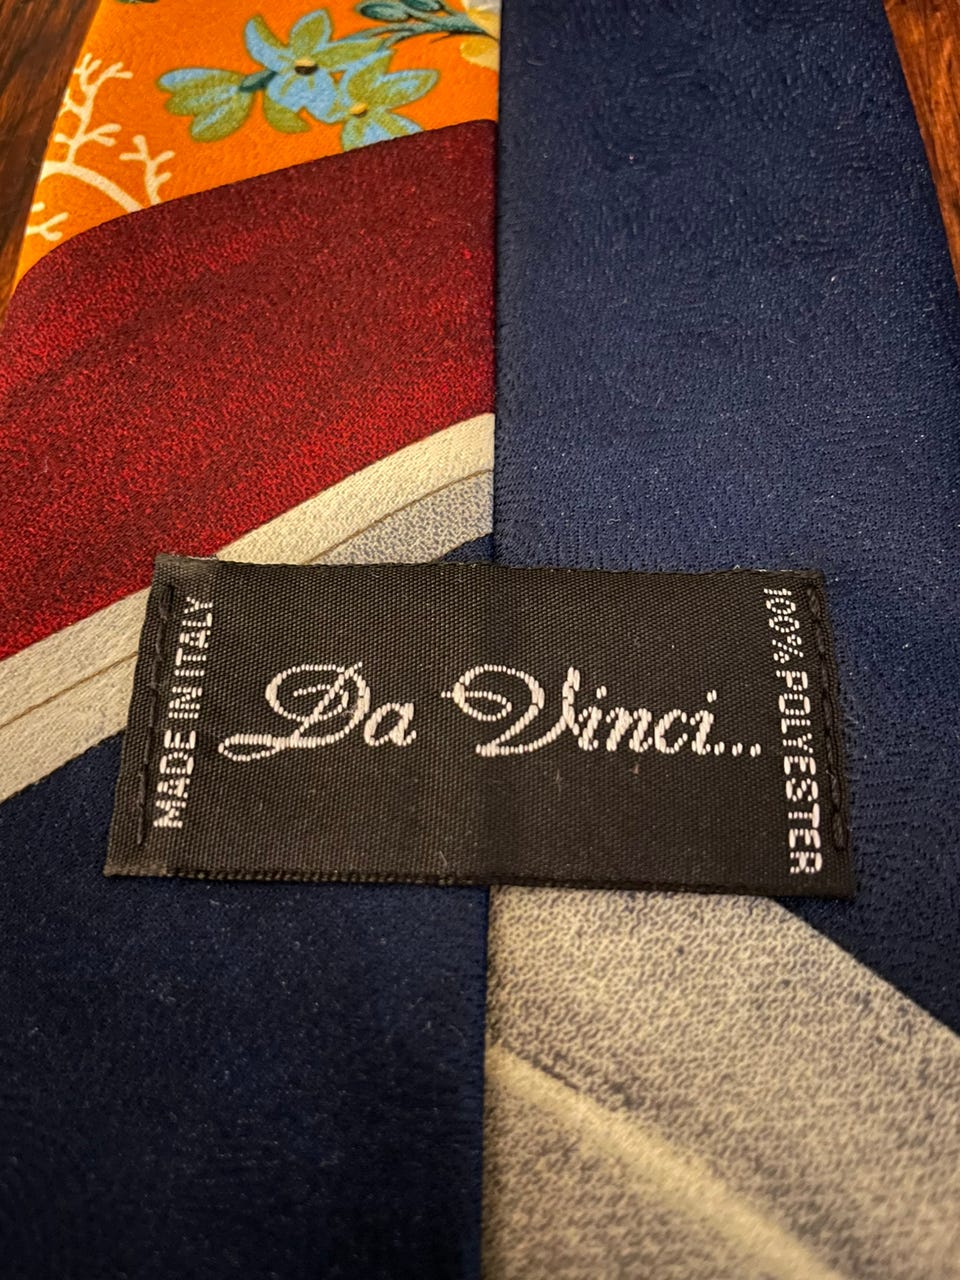 MADE IN ITALY
Da Vinci...
100% POLYESTER